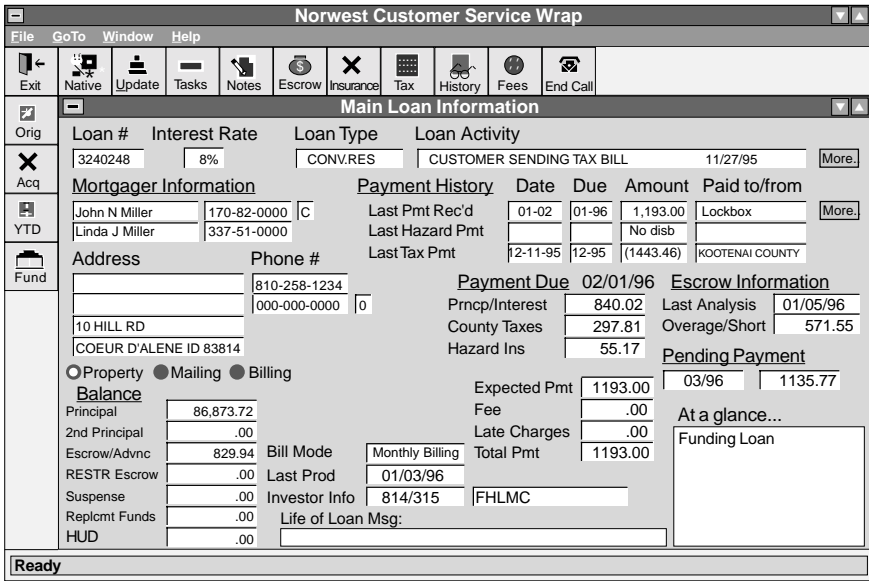 Norwest Customer Service Wrap
File GoTo Window Help
Exit Native Update Tasks Notes Escrow Insurance Tax History Fees End Call
Main Loan Information
Orig
Acq
YTD
Fund
Loan # Interest Rate Loan Type Loan Activity
3240248 8% CONV.RES CUSTOMER SENDING TAX BILL 11/27/95 More.
Mortgager Information Payment History Date Due Amount Paid to/from
John N Miller 170-82-0000 C Last Pmt Rec'd 01-02 01-96 1,193.00 Lockbox More..
Linda J Miller 337-51-0000 Last Hazard Pmt No disb
Last Tax Pmt 12-11-95 12-95 (1443.46) KOOTENAI COUNTY
Address Phone #
810-258-1234
000-000-0000 0
10 HILL RD
COEUR D'ALENE ID 83814
Property Mailing Billing
Payment Due 02/01/96 Escrow Information
Prncp/Interest 840.02 Last Analysis 01/05/96
County Taxes 297.81 Overage/Short 571.55
Hazard Ins 55.17
Pending Payment
03/96 1135.77
Expected Pmt 1193.00
Fee .00
Late Charges .00
Total Pmt 1193.00
At a glance...
Funding Loan
Balance
Principal 86,873.72
2nd Principal .00
Escrow/Advnc 829.94
RESTR Escrow .00
Suspense .00
Replcmt Funds .00
HUD .00
Bill Mode Monthly Billing
Last Prod 01/03/96
Investor Info 814/315 FHLMC
Life of Loan Msg:
Ready